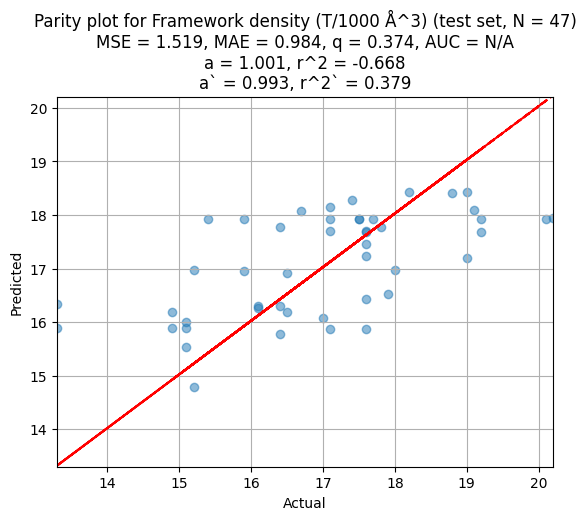 Parity plot for Framework density (T/1000 Å^3) (test set, N = 47)
MSE = 1.519, MAE = 0.984, q = 0.374, AUC = N/A
a = 1.001, r^2 = -0.668
a` = 0.993, r^2` = 0.379
20
19
18
17
16
15
14
Predicted
14 15 16 17 18 19 20
Actual